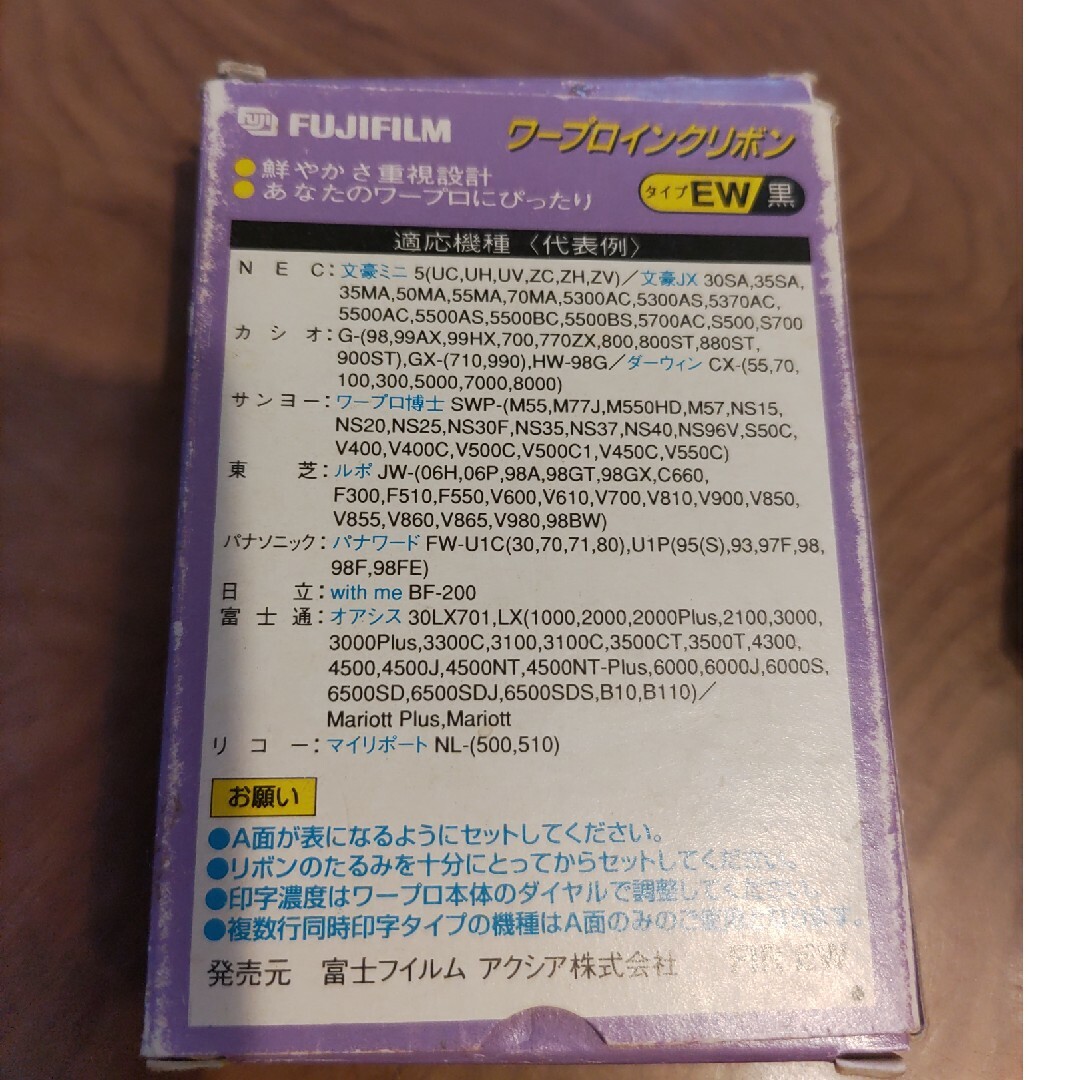 FUJIFILM ワープロインクリボン
●鮮やかさ重視設計
●あなたのワープロにぴったり
タイプEW/黒
適応機種〈代表例〉
NEC:文豪ミニ 5(UC,UH,UV,ZC,ZH,ZV)/文豪JX 30SA,35SA,
35MA,50MA,55MA,70MA,5300AC,5300AS,5370AC,
5500AC,5500AS,5500BC,5500BS,5700AC,S500,S700
カシオ:G-(98,99AX,99HX,700,770ZX,800,800ST,880ST,
900ST),GX-(710,990),HW-98G/ダーウィン CX-(55,70,
100,300,5000,7000,8000)
サンヨー:ワープロ博士 SWP-(M55,M77J,M550HD,M57,NS15,
NS20,NS25,NS30F,NS35,NS37,NS40,NS96V,S50C,
V400,V400C,V500C,V500C1,V450C,V550C)
東芝:ルポ JW-(06H,06P,98A,98GT,98GX,C660,
F300,F510,F550,V600,V610,V700,V810,V900,V850,
V855,V860,V865,V980,98BW)
パナソニック:パナワード FW-U1C(30,70,71,80),U1P(95(S),93,97F,98,
98F,98FE)
日立:with me BF-200
富士通:オアシス 30LX701,LX(1000,2000,2000Plus,2100,3000,
3000Plus,3300C,3100,3100C,3500CT,3500T,4300,
4500,4500J,4500NT,4500NT-Plus,6000,6000J,6000S,
6500SD,6500SDJ,6500SDS,B10,B110)/
Mariott Plus,Mariott
リコー:マイリポート NL-(500,510)
お願い
●A面が表になるようにセットしてください。
●リボンのたるみを十分にとってからセットしてください。
●印字濃度はワープロ本体のダイヤルで調整してください。
●複数行同時印字タイプの機種はA面のみのご
発売元 富士フイルム アクシア株式会社